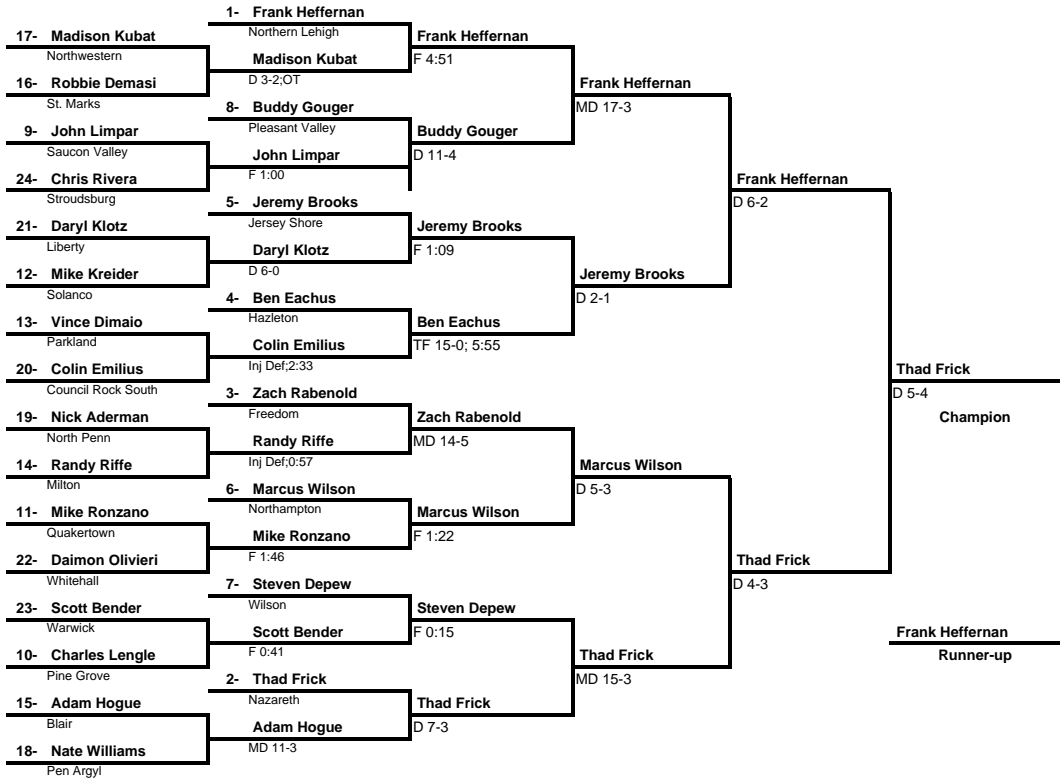 17- Madison Kubat
Northwestern
16- Robbie Demasi
St. Marks
9- John Limpar
Saucon Valley
24- Chris Rivera
Stroudsburg
21- Daryl Klotz
Liberty
12- Mike Kreider
Solanco
13- Vince Dimaio
Parkland
20- Colin Emilius
Council Rock South
19- Nick Aderman
North Penn
14- Randy Riffe
Milton
11- Mike Ronzano
Quakertown
22- Daimon Olivieri
Whitehall
23- Scott Bender
Warwick
10- Charles Lengle
Pine Grove
15- Adam Hogue
Blair
18- Nate Williams
Pen Argyl
1- Frank Heffernan
Northern Lehigh
Madison Kubat
D 3-2;OT
8- Buddy Gouger
Pleasant Valley
John Limpar
F 1:00
5- Jeremy Brooks
Jersey Shore
Daryl Klotz
D 6-0
4- Ben Eachus
Hazleton
Colin Emilius
Inj Def;2:33
3- Zach Rabenold
Freedom
Randy Riffe
Inj Def;0:57
6- Marcus Wilson
Northampton
Mike Ronzano
F 1:46
7- Steven Depew
Wilson
Scott Bender
F 0:41
2- Thad Frick
Nazareth
Adam Hogue
MD 11-3
Frank Heffernan
F 4:51
Buddy Gouger
D 11-4
Jeremy Brooks
F 1:09
Ben Eachus
TF 15-0; 5:55
Zach Rabenold
MD 14-5
Marcus Wilson
F 1:22
Steven Depew
F 0:15
Thad Frick
D 7-3
Frank Heffernan
MD 17-3
Jeremy Brooks
D 2-1
Marcus Wilson
D 5-3
Thad Frick
MD 15-3
Frank Heffernan
D 6-2
Thad Frick
D 4-3
Thad Frick
D 5-4
Champion
Frank Heffernan
Runner-up